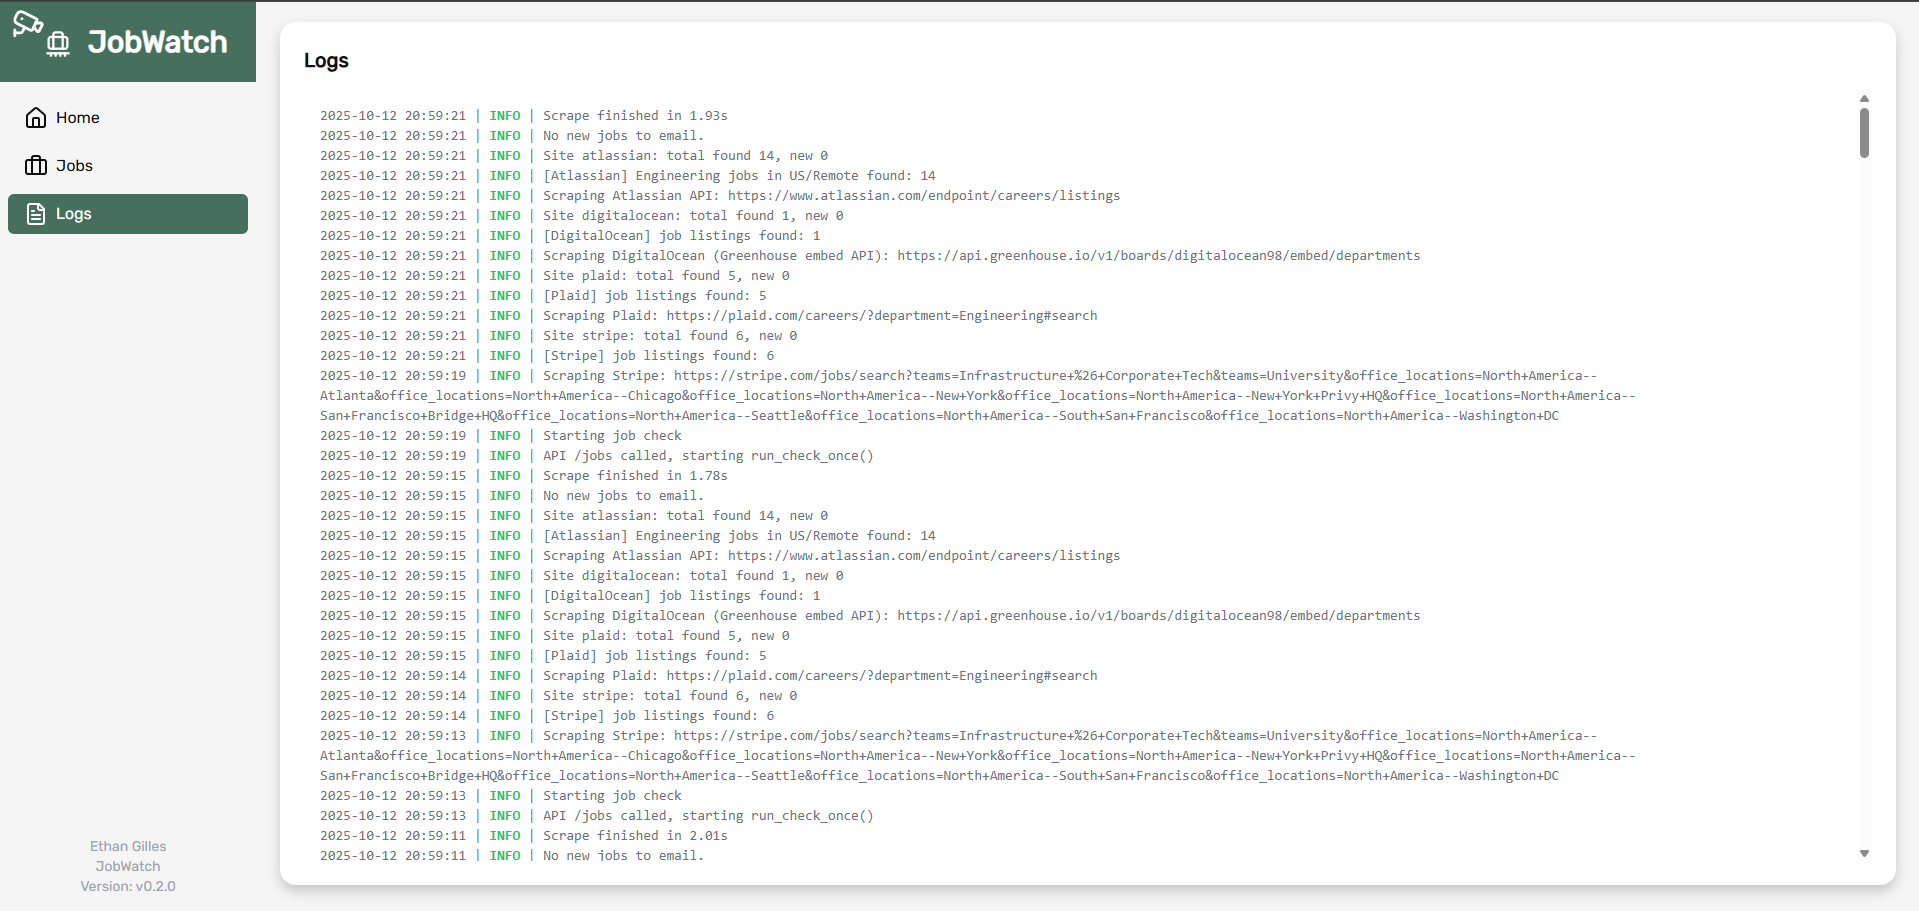 JobWatch
Home
Jobs
Logs
Ethan Gilles
JobWatch
Version: v0.2.0
Logs
2025-10-12 20:59:21 | INFO | Scrape finished in 1.93s
2025-10-12 20:59:21 | INFO | No new jobs to email.
2025-10-12 20:59:21 | INFO | Site atlassian: total found 14, new 0
2025-10-12 20:59:21 | INFO | [Atlassian] Engineering jobs in US/Remote found: 14
2025-10-12 20:59:21 | INFO | Scraping Atlassian API: https://www.atlassian.com/endpoint/careers/listings
2025-10-12 20:59:21 | INFO | Site digitalocean: total found 1, new 0
2025-10-12 20:59:21 | INFO | [DigitalOcean] job listings found: 1
2025-10-12 20:59:21 | INFO | Scraping DigitalOcean (Greenhouse embed API): https://api.greenhouse.io/v1/boards/digitalocean98/embed/departments
2025-10-12 20:59:21 | INFO | Site plaid: total found 5, new 0
2025-10-12 20:59:21 | INFO | [Plaid] job listings found: 5
2025-10-12 20:59:21 | INFO | Scraping Plaid: https://plaid.com/careers/?department=Engineering#search
2025-10-12 20:59:21 | INFO | Site stripe: total found 6, new 0
2025-10-12 20:59:21 | INFO | [Stripe] job listings found: 6
2025-10-12 20:59:19 | INFO | Scraping Stripe: https://stripe.com/jobs/search?teams=Infrastructure+%26+Corporate+Tech&teams=University&office_locations=North+America--
Atlanta&office_locations=North+America--Chicago&office_locations=North+America--New+York&office_locations=North+America--New+York+Privy+HQ&office_locations=North+America--
San+Francisco+Bridge+HQ&office_locations=North+America--Seattle&office_locations=North+America--South+San+Francisco&office_locations=North+America--Washington+DC
2025-10-12 20:59:19 | INFO | Starting job check
2025-10-12 20:59:19 | INFO | API /jobs called, starting run_check_once()
2025-10-12 20:59:15 | INFO | Scrape finished in 1.78s
2025-10-12 20:59:15 | INFO | No new jobs to email.
2025-10-12 20:59:15 | INFO | Site atlassian: total found 14, new 0
2025-10-12 20:59:15 | INFO | [Atlassian] Engineering jobs in US/Remote found: 14
2025-10-12 20:59:15 | INFO | Scraping Atlassian API: https://www.atlassian.com/endpoint/careers/listings
2025-10-12 20:59:15 | INFO | Site digitalocean: total found 1, new 0
2025-10-12 20:59:15 | INFO | [DigitalOcean] job listings found: 1
2025-10-12 20:59:15 | INFO | Scraping DigitalOcean (Greenhouse embed API): https://api.greenhouse.io/v1/boards/digitalocean98/embed/departments
2025-10-12 20:59:15 | INFO | Site plaid: total found 5, new 0
2025-10-12 20:59:15 | INFO | [Plaid] job listings found: 5
2025-10-12 20:59:14 | INFO | Scraping Plaid: https://plaid.com/careers/?department=Engineering#search
2025-10-12 20:59:14 | INFO | Site stripe: total found 6, new 0
2025-10-12 20:59:14 | INFO | [Stripe] job listings found: 6
2025-10-12 20:59:13 | INFO | Scraping Stripe: https://stripe.com/jobs/search?teams=Infrastructure+%26+Corporate+Tech&teams=University&office_locations=North+America--
Atlanta&office_locations=North+America--Chicago&office_locations=North+America--New+York&office_locations=North+America--New+York+Privy+HQ&office_locations=North+America--
San+Francisco+Bridge+HQ&office_locations=North+America--Seattle&office_locations=North+America--South+San+Francisco&office_locations=North+America--Washington+DC
2025-10-12 20:59:13 | INFO | Starting job check
2025-10-12 20:59:13 | INFO | API /jobs called, starting run_check_once()
2025-10-12 20:59:11 | INFO | Scrape finished in 2.01s
2025-10-12 20:59:11 | INFO | No new jobs to email.